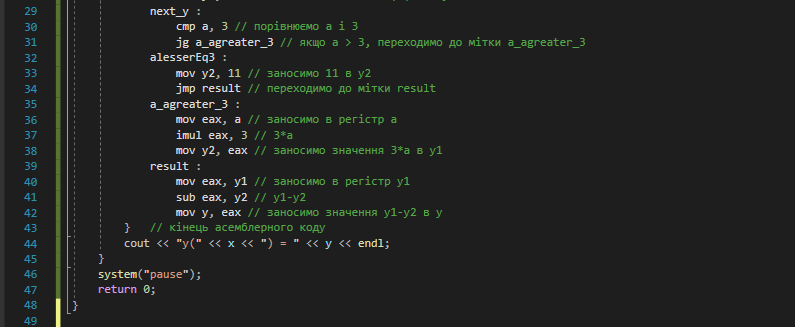 29 next_y :
30 cmp a, 3 // порівнюємо a і 3
31 jg a_agreater_3 // якщо a > 3, переходимо до мітки a_agreater_3
32 alesserEq3 :
33 mov y2, 11 // заносимо 11 в y2
34 jmp result // переходимо до мітки result
35 a_agreater_3 :
36 mov eax, a // заносимо в регістр a
37 imul eax, 3 // 3*a
38 mov y2, eax // заносимо значення 3*a в y1
39 result :
40 mov eax, y1 // заносимо в регістр y1
41 sub eax, y2 // y1-y2
42 mov y, eax // заносимо значення y1-y2 в y
43 } // кінець асемблерного коду
44 cout << "y(" << x << ") = " << y << endl;
45 }
46 system("pause");
47 return 0;
48 }
49